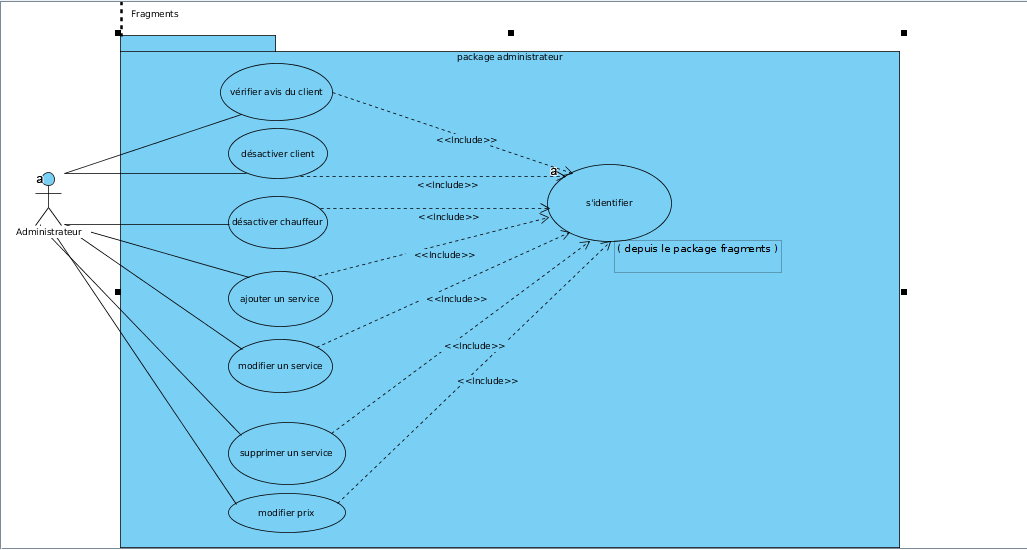 Fragments
package administrateur
vérifier avis du client
<<Include>>
désactiver client
a
<<Include>>
a
s'identifier
<<Include>>
désactiver chauffeur
Administrateur
( depuis le package fragments )
<<Include>>
ajouter un service
<<Include>>
<<Include>>
modifier un service
<<Include>>
supprimer un service
modifier prix